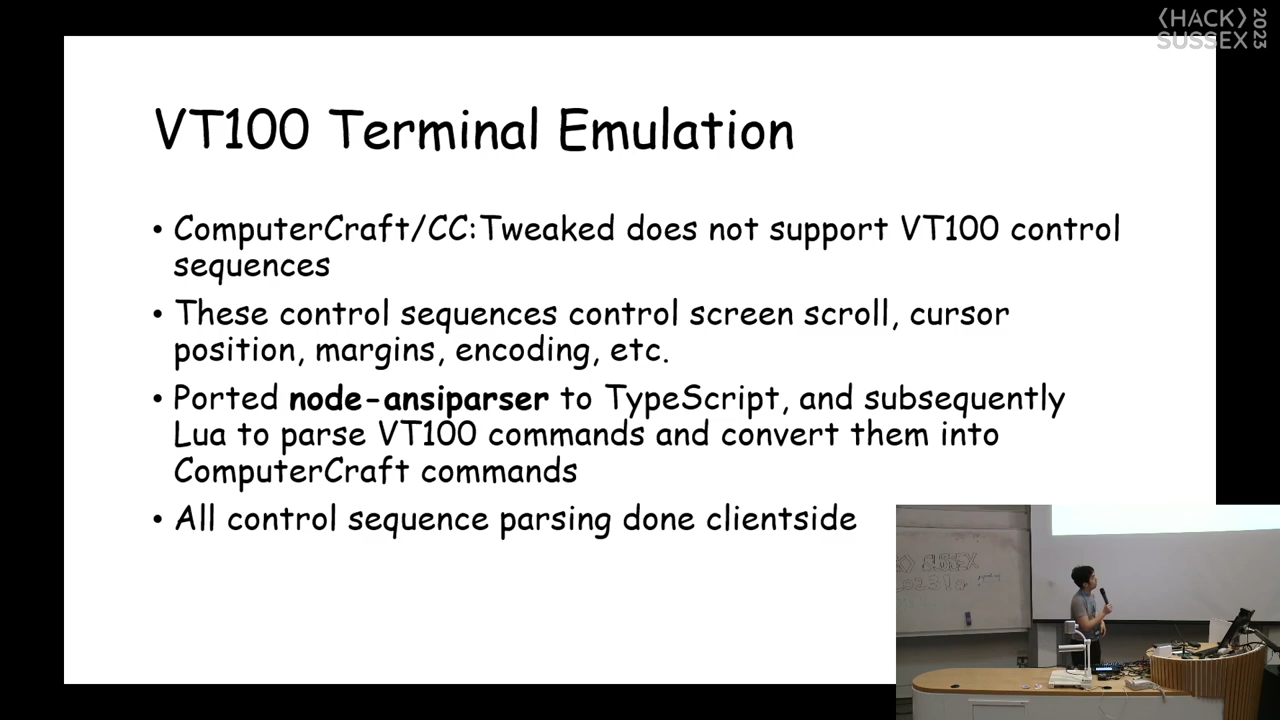 ⟨HACK⟩
SUSSEX
2023
VT100 Terminal Emulation
• ComputerCraft/CC:Tweaked does not support VT100 control
sequences
• These control sequences control screen scroll, cursor
position, margins, encoding, etc.
• Ported node-ansiparser to TypeScript, and subsequently
Lua to parse VT100 commands and convert them into
ComputerCraft commands
• All control sequence parsing done clientside
SUSSEX